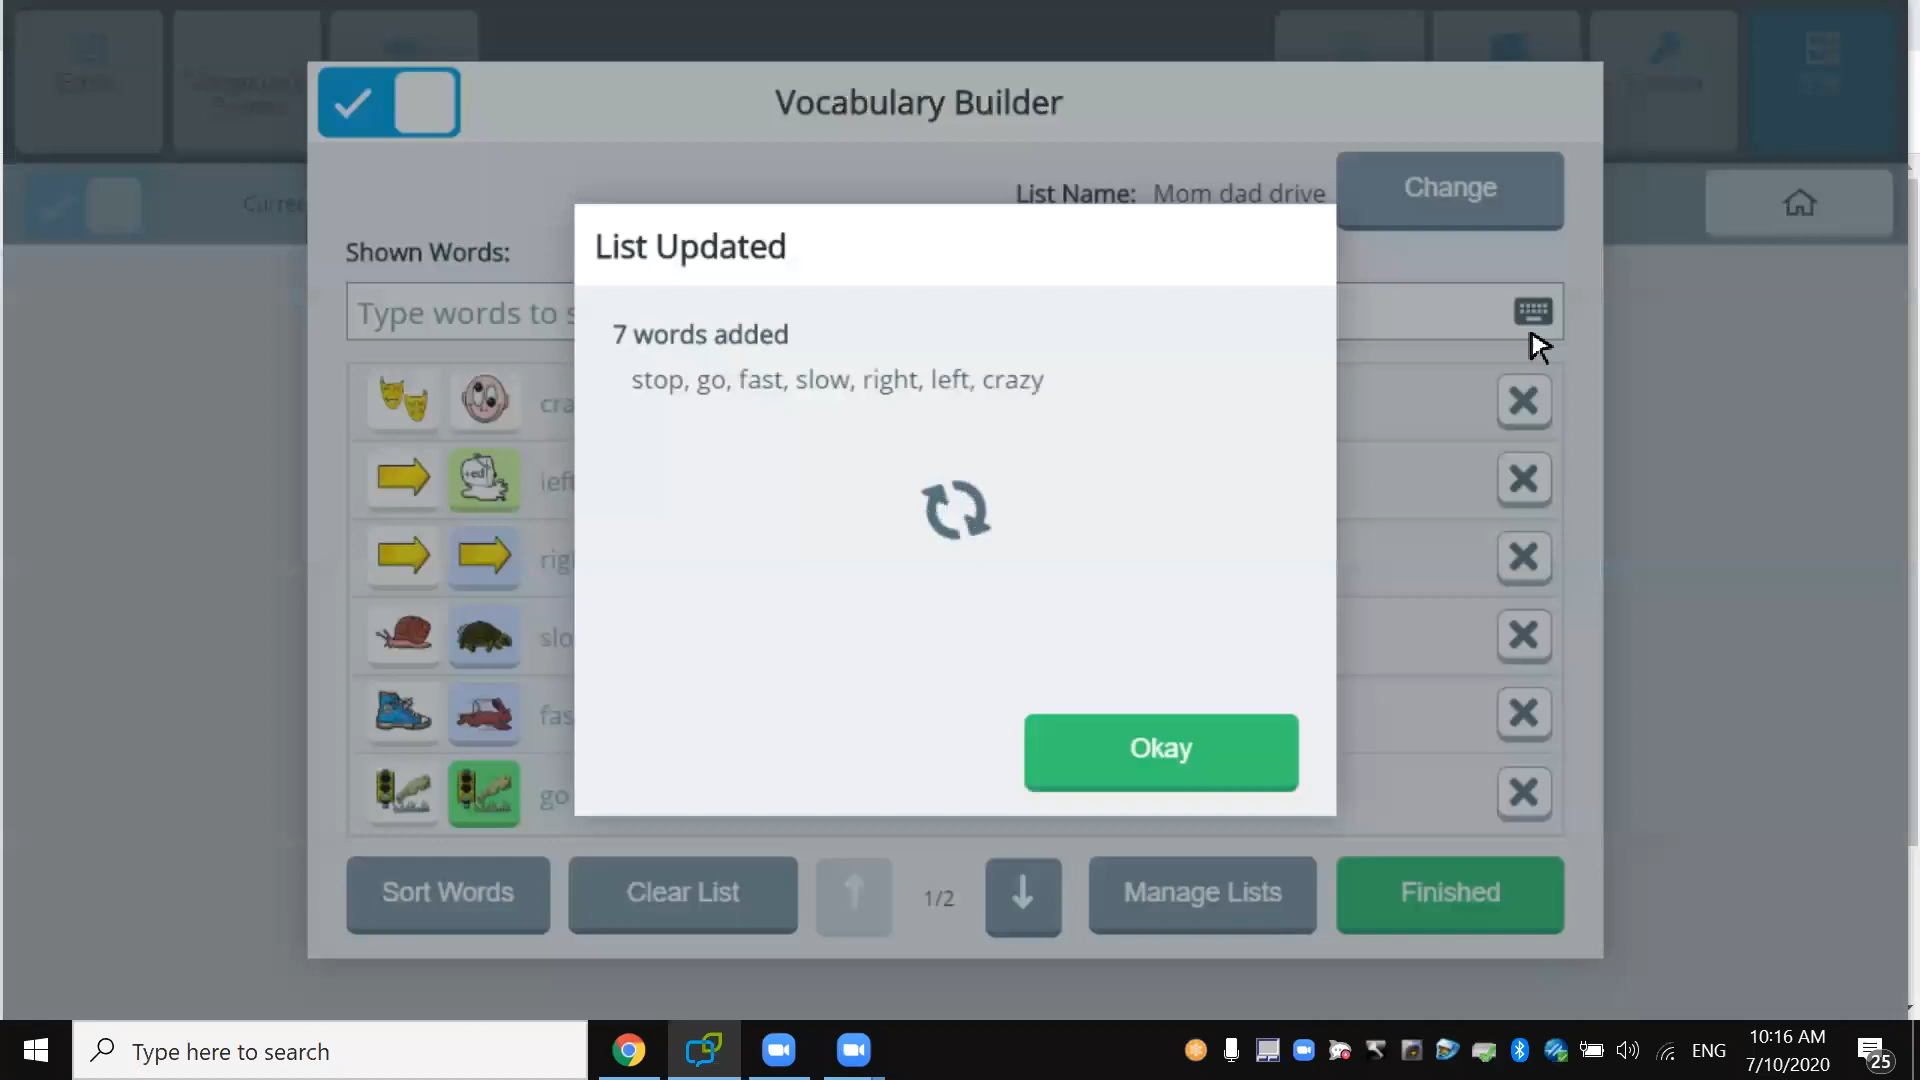 Vocabulary Builder
List Name: Mom dad drive
Change
Shown Words:
Type words to s
List Updated
7 words added
stop, go, fast, slow, right, left, crazy
cra
left
rig
slo
fas
go
Okay
Sort Words
Clear List
1/2
Manage Lists
Finished
Type here to search
ENG
10:16 AM
7/10/2020
25